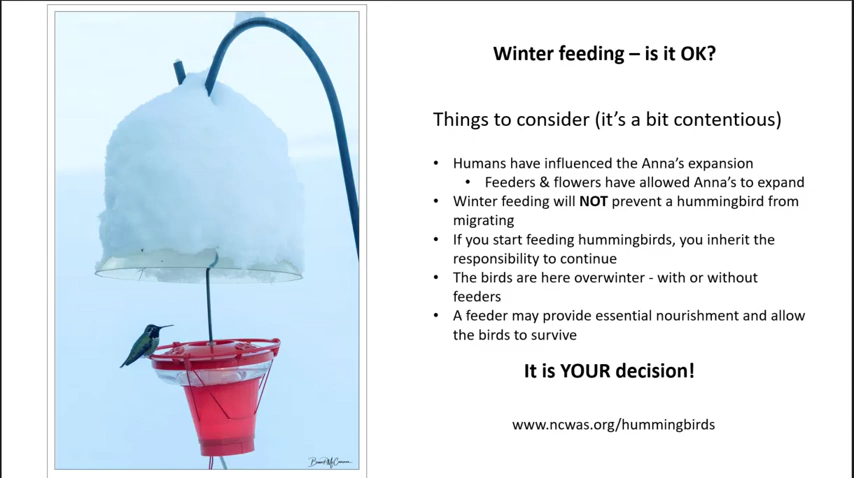 Winter feeding – is it OK?
Things to consider (it's a bit contentious)
• Humans have influenced the Anna's expansion
• Feeders & flowers have allowed Anna's to expand
• Winter feeding will NOT prevent a hummingbird from
migrating
• If you start feeding hummingbirds, you inherit the
responsibility to continue
• The birds are here overwinter - with or without
feeders
• A feeder may provide essential nourishment and allow
the birds to survive
It is YOUR decision!
www.ncwas.org/hummingbirds